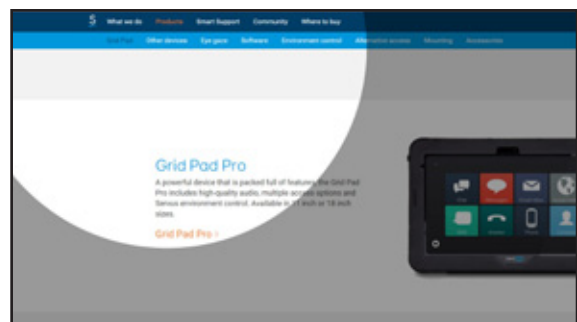 What we do Products Smart Support Community Where to buy
Grid Pad Other devices Eye gaze Software Environment control Alternative access Mounting Accessories
Grid Pad Pro
A powerful device that is packed full of features, the Grid Pad
Pro includes high-quality audio, multiple access options and
Servus environment control. Available in 11 inch or 18 inch
sizes.
Grid Pad Pro ›